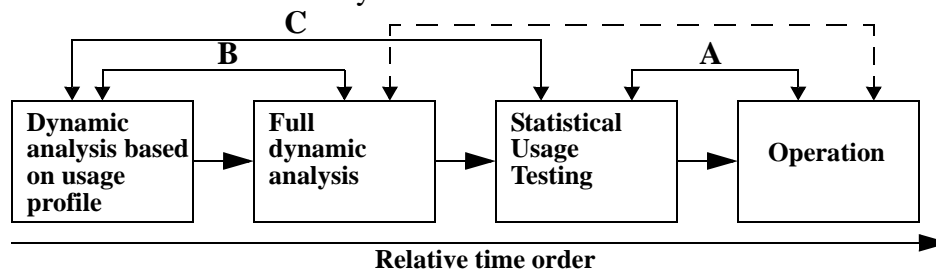 C
B
A
Dynamic
analysis based
on usage
profile
Full
dynamic
analysis
Statistical
Usage
Testing
Operation
Relative time order